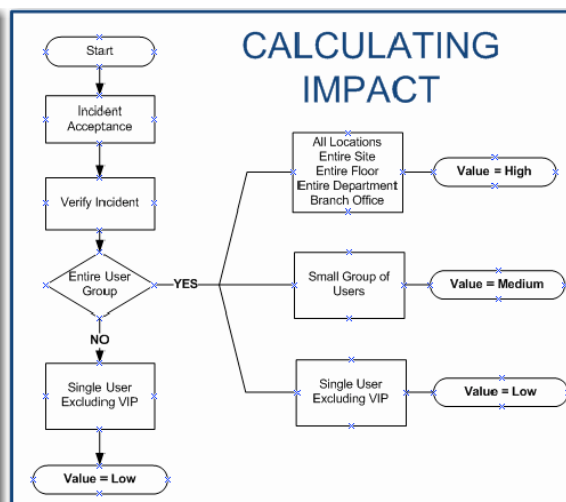 CALCULATING
IMPACT
Start
Incident
Acceptance
Verify Incident
Entire User
Group
YES
NO
Single User
Excluding VIP
Value = Low
All Locations
Entire Site
Entire Floor
Entire Department
Branch Office
Value = High
Small Group of
Users
Value = Medium
Single User
Excluding VIP
Value = Low